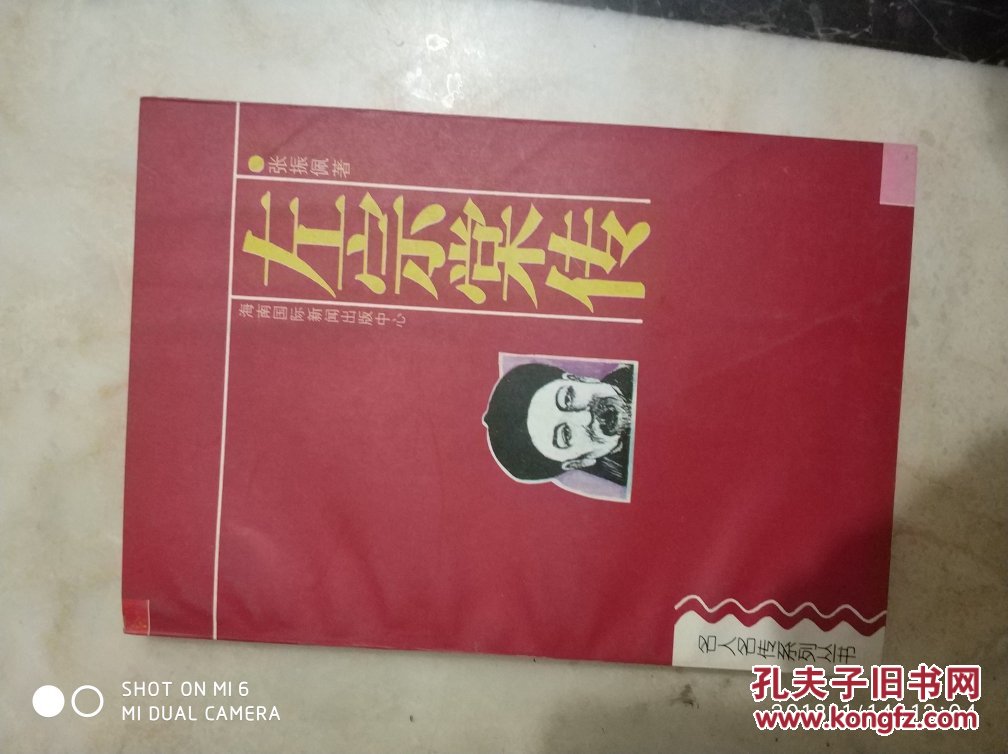 张振佩著
左宗棠传
海南国际新闻出版中心
名人名传系列丛书
SHOT ON MI 6
MI DUAL CAMERA
孔夫子旧书网
www.kongfz.com